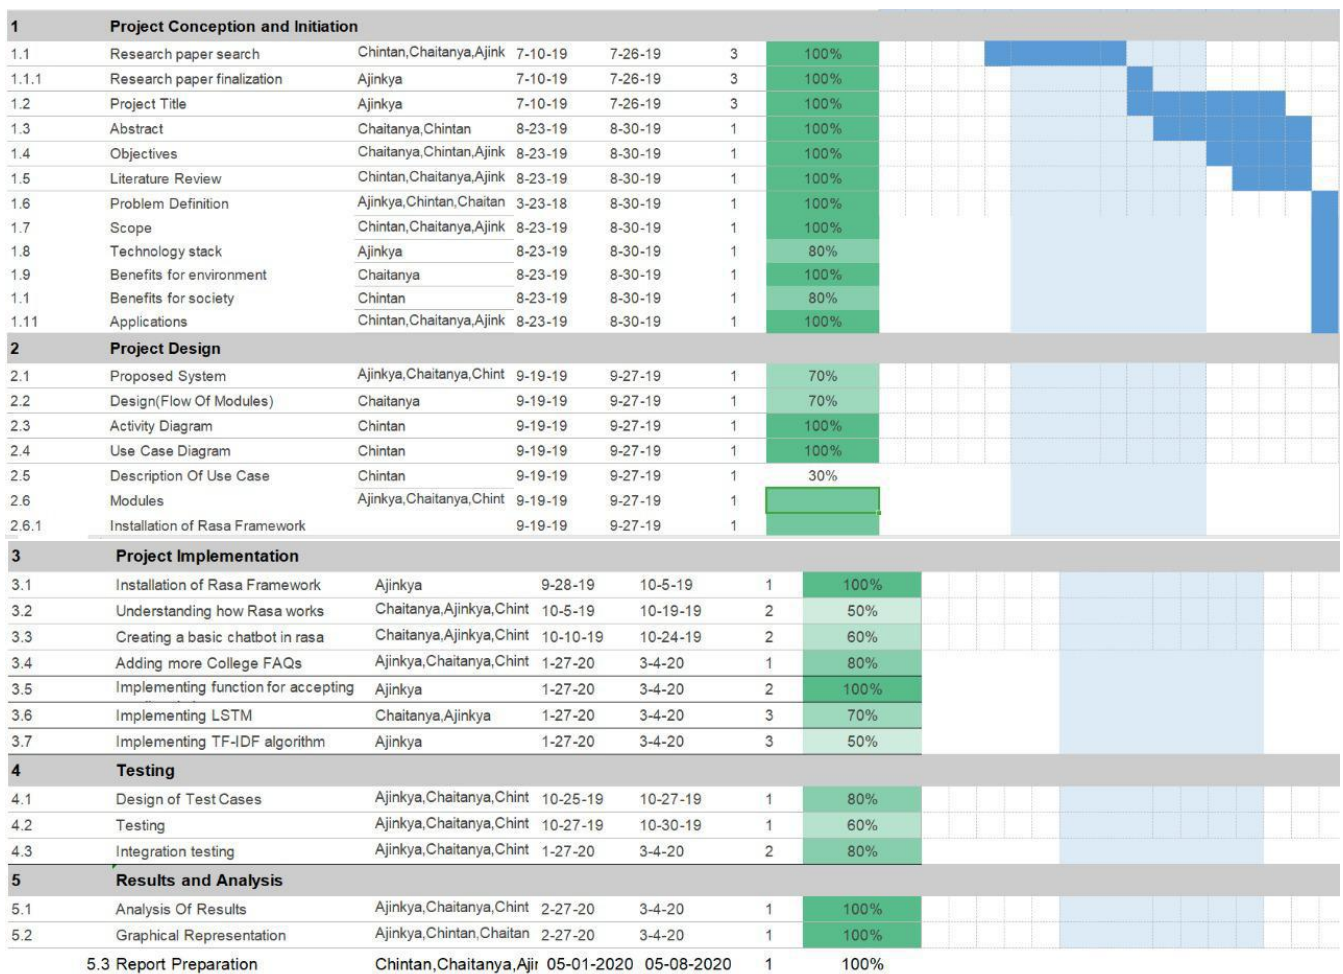 1 Project Conception and Initiation
1.1 Research paper search Chintan,Chaitanya,Ajink 7-10-19 7-26-19 3 100%
1.1.1 Research paper finalization Ajinkya 7-10-19 7-26-19 3 100%
1.2 Project Title Ajinkya 7-10-19 7-26-19 3 100%
1.3 Abstract Chaitanya,Chintan 8-23-19 8-30-19 1 100%
1.4 Objectives Chaitanya,Chintan,Ajink 8-23-19 8-30-19 1 100%
1.5 Literature Review Chintan,Chaitanya,Ajink 8-23-19 8-30-19 1 100%
1.6 Problem Definition Ajinkya,Chintan,Chaitan 3-23-18 8-30-19 1 100%
1.7 Scope Chintan,Chaitanya,Ajink 8-23-19 8-30-19 1 100%
1.8 Technology stack Ajinkya 8-23-19 8-30-19 1 80%
1.9 Benefits for environment Chaitanya 8-23-19 8-30-19 1 100%
1.1 Benefits for society Chintan 8-23-19 8-30-19 1 80%
1.11 Applications Chintan,Chaitanya,Ajink 8-23-19 8-30-19 1 100%
2 Project Design
2.1 Proposed System Ajinkya,Chaitanya,Chint 9-19-19 9-27-19 1 70%
2.2 Design(Flow Of Modules) Chaitanya 9-19-19 9-27-19 1 70%
2.3 Activity Diagram Chintan 9-19-19 9-27-19 1 100%
2.4 Use Case Diagram Chintan 9-19-19 9-27-19 1 100%
2.5 Description Of Use Case Chintan 9-19-19 9-27-19 1 30%
2.6 Modules Ajinkya,Chaitanya,Chint 9-19-19 9-27-19 1
2.6.1 Installation of Rasa Framework 9-19-19 9-27-19 1
3 Project Implementation
3.1 Installation of Rasa Framework Ajinkya 9-28-19 10-5-19 1 100%
3.2 Understanding how Rasa works Chaitanya,Ajinkya,Chint 10-5-19 10-19-19 2 50%
3.3 Creating a basic chatbot in rasa Chaitanya,Ajinkya,Chint 10-10-19 10-24-19 2 60%
3.4 Adding more College FAQs Ajinkya,Chaitanya,Chint 1-27-20 3-4-20 1 80%
3.5 Implementing function for accepting Ajinkya 1-27-20 3-4-20 2 100%
3.6 Implementing LSTM Chaitanya,Ajinkya 1-27-20 3-4-20 3 70%
3.7 Implementing TF-IDF algorithm Ajinkya 1-27-20 3-4-20 3 50%
4 Testing
4.1 Design of Test Cases Ajinkya,Chaitanya,Chint 10-25-19 10-27-19 1 80%
4.2 Testing Ajinkya,Chaitanya,Chint 10-27-19 10-30-19 1 60%
4.3 Integration testing Ajinkya,Chaitanya,Chint 1-27-20 3-4-20 2 80%
5 Results and Analysis
5.1 Analysis Of Results Ajinkya,Chaitanya,Chint 2-27-20 3-4-20 1 100%
5.2 Graphical Representation Ajinkya,Chintan,Chaitan 2-27-20 3-4-20 1 100%
5.3 Report Preparation Chintan,Chaitanya,Ajir 05-01-2020 05-08-2020 1 100%